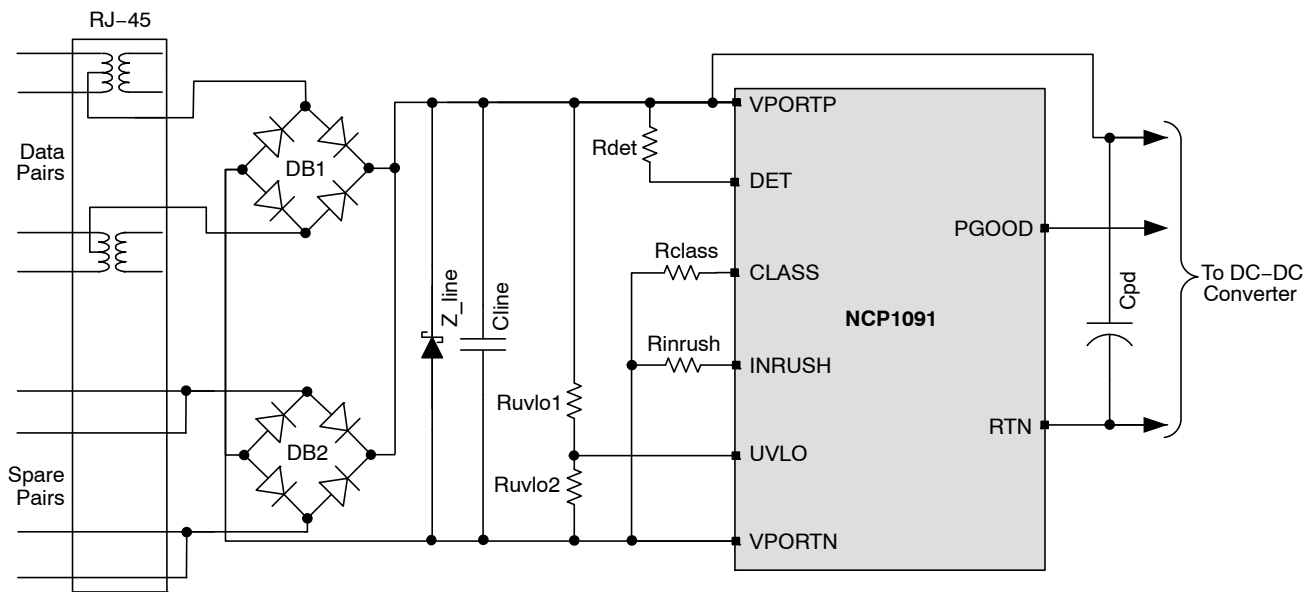 RJ−45
Data
Pairs
DB1
Spare
Pairs
DB2
Z_line
Cline
Rdet
Rclass
Rinrush
Ruvlo1
Ruvlo2
VPORTP
DET
CLASS
INRUSH
UVLO
VPORTN
NCP1091
PGOOD
RTN
Cpd
To DC−DC
Converter